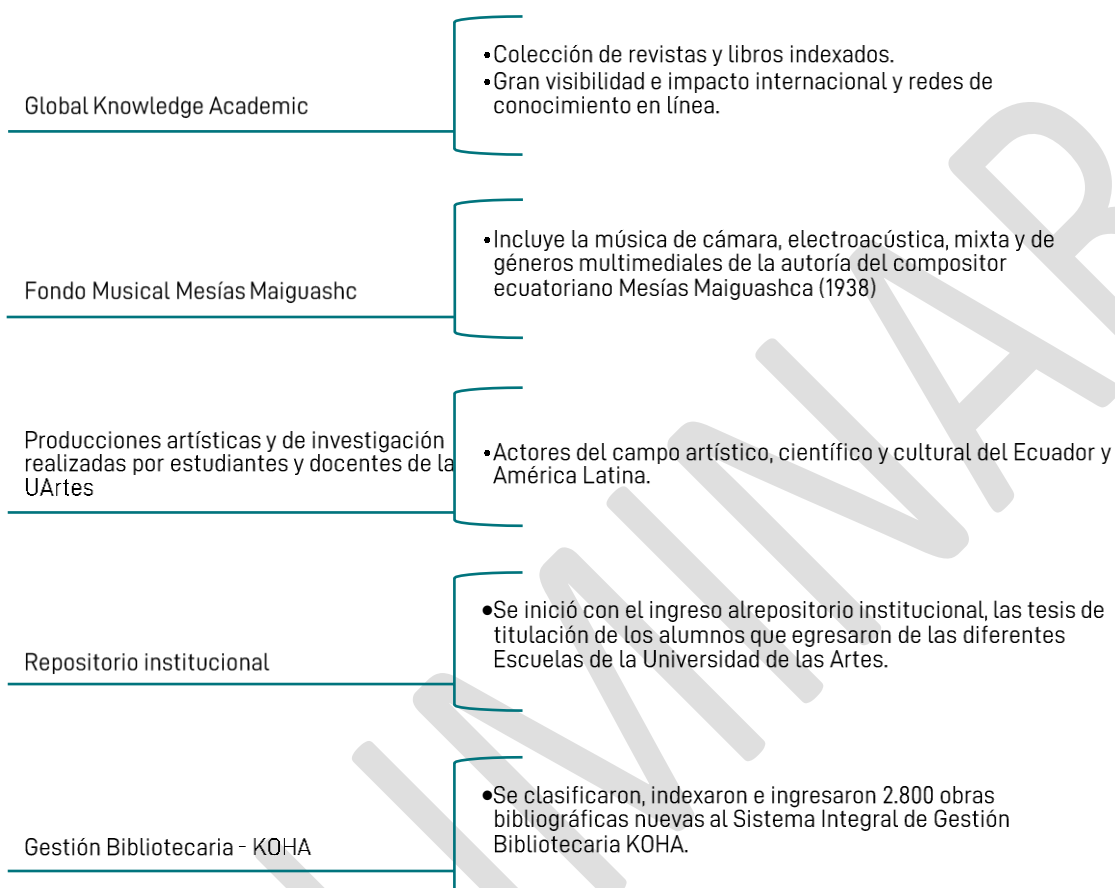 Global Knowledge Academic
•Colección de revistas y libros indexados.
•Gran visibilidad e impacto internacional y redes de
conocimiento en línea.
Fondo Musical Mesías Maiguashc
•Incluye la música de cámara, electroacústica, mixta y de
géneros multimediales de la autoría del compositor
ecuatoriano Mesías Maiguashca (1938)
Producciones artísticas y de investigación
realizadas por estudiantes y docentes de la
UArtes
•Actores del campo artístico, científico y cultural del Ecuador y
América Latina.
Repositorio institucional
•Se inició con el ingreso alrepositorio institucional, las tesis de
titulación de los alumnos que egresaron de las diferentes
Escuelas de la Universidad de las Artes.
Gestión Bibliotecaria - KOHA
•Se clasificaron, indexaron e ingresaron 2.800 obras
bibliográficas nuevas al Sistema Integral de Gestión
Bibliotecaria KOHA.
LIMINAR